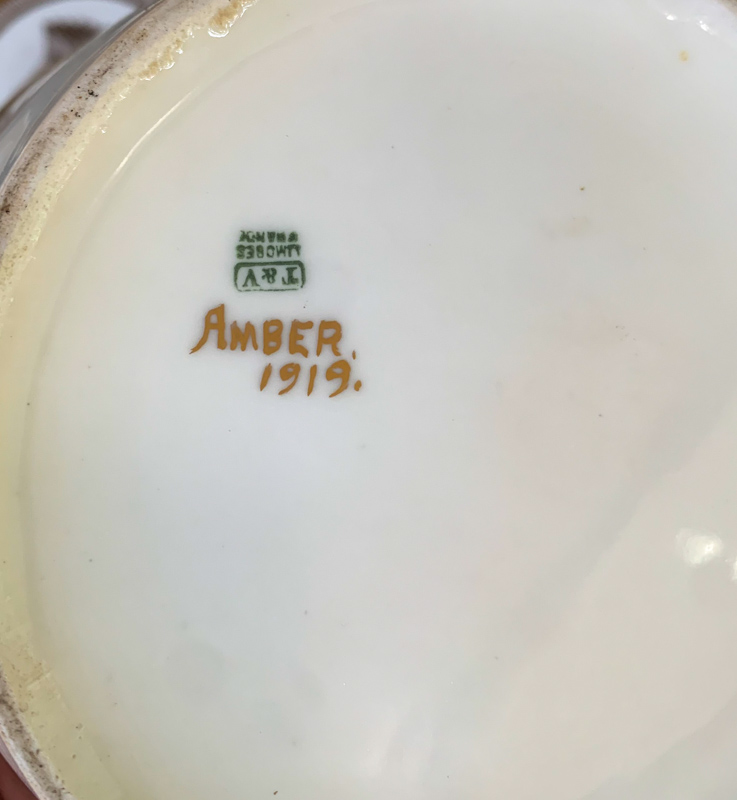 FRANCE
LIMOGES
T & V
AMBER.
1919.